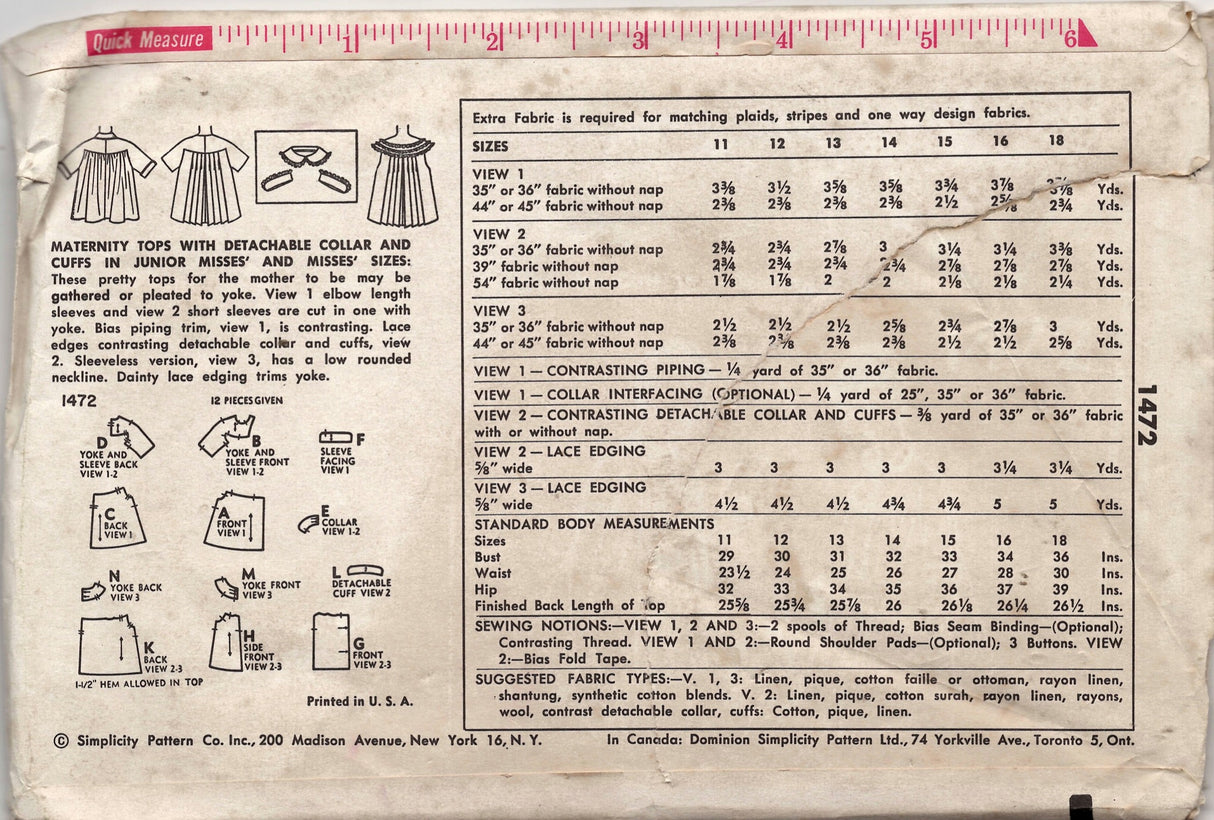 Quick Measure 1 2 3 4 5 6
MATERNITY TOPS WITH DETACHABLE COLLAR AND
CUFFS IN JUNIOR MISSES' AND MISSES' SIZES:
These pretty tops for the mother to be may be
gathered or pleated to yoke. View 1 elbow length
sleeves and view 2 short sleeves are cut in one with
yoke. Bias piping trim, view 1, is contrasting. Lace
edges contrasting detachable collar and cuffs, view
2. Sleeveless version, view 3, has a low rounded
neckline. Dainty lace edging trims yoke.
1472 12 PIECES GIVEN
D
YOKE AND
SLEEVE BACK
VIEW 1-2
B
YOKE AND
SLEEVE FRONT
VIEW 1-2
F
SLEEVE
FACING
VIEW 1
C
BACK
VIEW 1
A
FRONT
VIEW 1
E
COLLAR
VIEW 1-2
N
YOKE BACK
VIEW 3
M
YOKE FRONT
VIEW 3
L
DETACHABLE
CUFF VIEW 2
K
BACK
VIEW 2-3
H
SIDE
FRONT
VIEW 2-3
G
FRONT
VIEW 2-3
1-1/2" HEM ALLOWED IN TOP
Printed in U. S. A.
Extra Fabric is required for matching plaids, stripes and one way design fabrics.
SIZES 11 12 13 14 15 16 18
VIEW 1
35" or 36" fabric without nap 3⅜ 3½ 3⅝ 3⅝ 3¾ 3⅞ 3⅞ Yds.
44" or 45" fabric without nap 2⅜ 2⅜ 2⅜ 2⅜ 2½ 2⅝ 2¾ Yds.
VIEW 2
35" or 36" fabric without nap 2¾ 2¾ 2⅞ 3 3¼ 3¼ 3⅜ Yds.
39" fabric without nap 2¾ 2¾ 2¾ 2¾ 2⅞ 2⅞ 2⅞ Yds.
54" fabric without nap 1⅞ 1⅞ 2 2 2⅛ 2⅛ 2¼ Yds.
VIEW 3
35" or 36" fabric without nap 2½ 2½ 2½ 2⅝ 2¾ 2⅞ 3 Yds.
44" or 45" fabric without nap 2⅜ 2⅜ 2⅜ 2⅜ 2½ 2½ 2⅝ Yds.
VIEW 1 — CONTRASTING PIPING — ¼ yard of 35" or 36" fabric.
VIEW 1 — COLLAR INTERFACING (OPTIONAL) — ¼ yard of 25", 35" or 36" fabric.
VIEW 2 — CONTRASTING DETACHABLE COLLAR AND CUFFS — ⅜ yard of 35" or 36" fabric
with or without nap.
VIEW 2 — LACE EDGING
⅝" wide 3 3 3 3 3 3¼ 3¼ Yds.
VIEW 3 — LACE EDGING
⅝" wide 4½ 4½ 4½ 4¾ 4¾ 5 5 Yds.
STANDARD BODY MEASUREMENTS
Sizes 11 12 13 14 15 16 18
Bust 29 30 31 32 33 34 36 Ins.
Waist 23½ 24 25 26 27 28 30 Ins.
Hip 32 33 34 35 36 37 39 Ins.
Finished Back Length of Top 25⅝ 25¾ 25⅞ 26 26⅛ 26¼ 26½ Ins.
SEWING NOTIONS:—VIEW 1, 2 AND 3:—2 spools of Thread; Bias Seam Binding—(Optional);
Contrasting Thread. VIEW 1 AND 2:—Round Shoulder Pads—(Optional); 3 Buttons. VIEW
2:—Bias Fold Tape.
SUGGESTED FABRIC TYPES:—V. 1, 3: Linen, pique, cotton faille or ottoman, rayon linen,
shantung, synthetic cotton blends. V. 2: Linen, pique, cotton surah, rayon linen, rayons,
wool, contrast detachable collar, cuffs: Cotton, pique, linen.
1472
© Simplicity Pattern Co. Inc., 200 Madison Avenue, New York 16, N. Y. In Canada: Dominion Simplicity Pattern Ltd., 74 Yorkville Ave., Toronto 5, Ont.